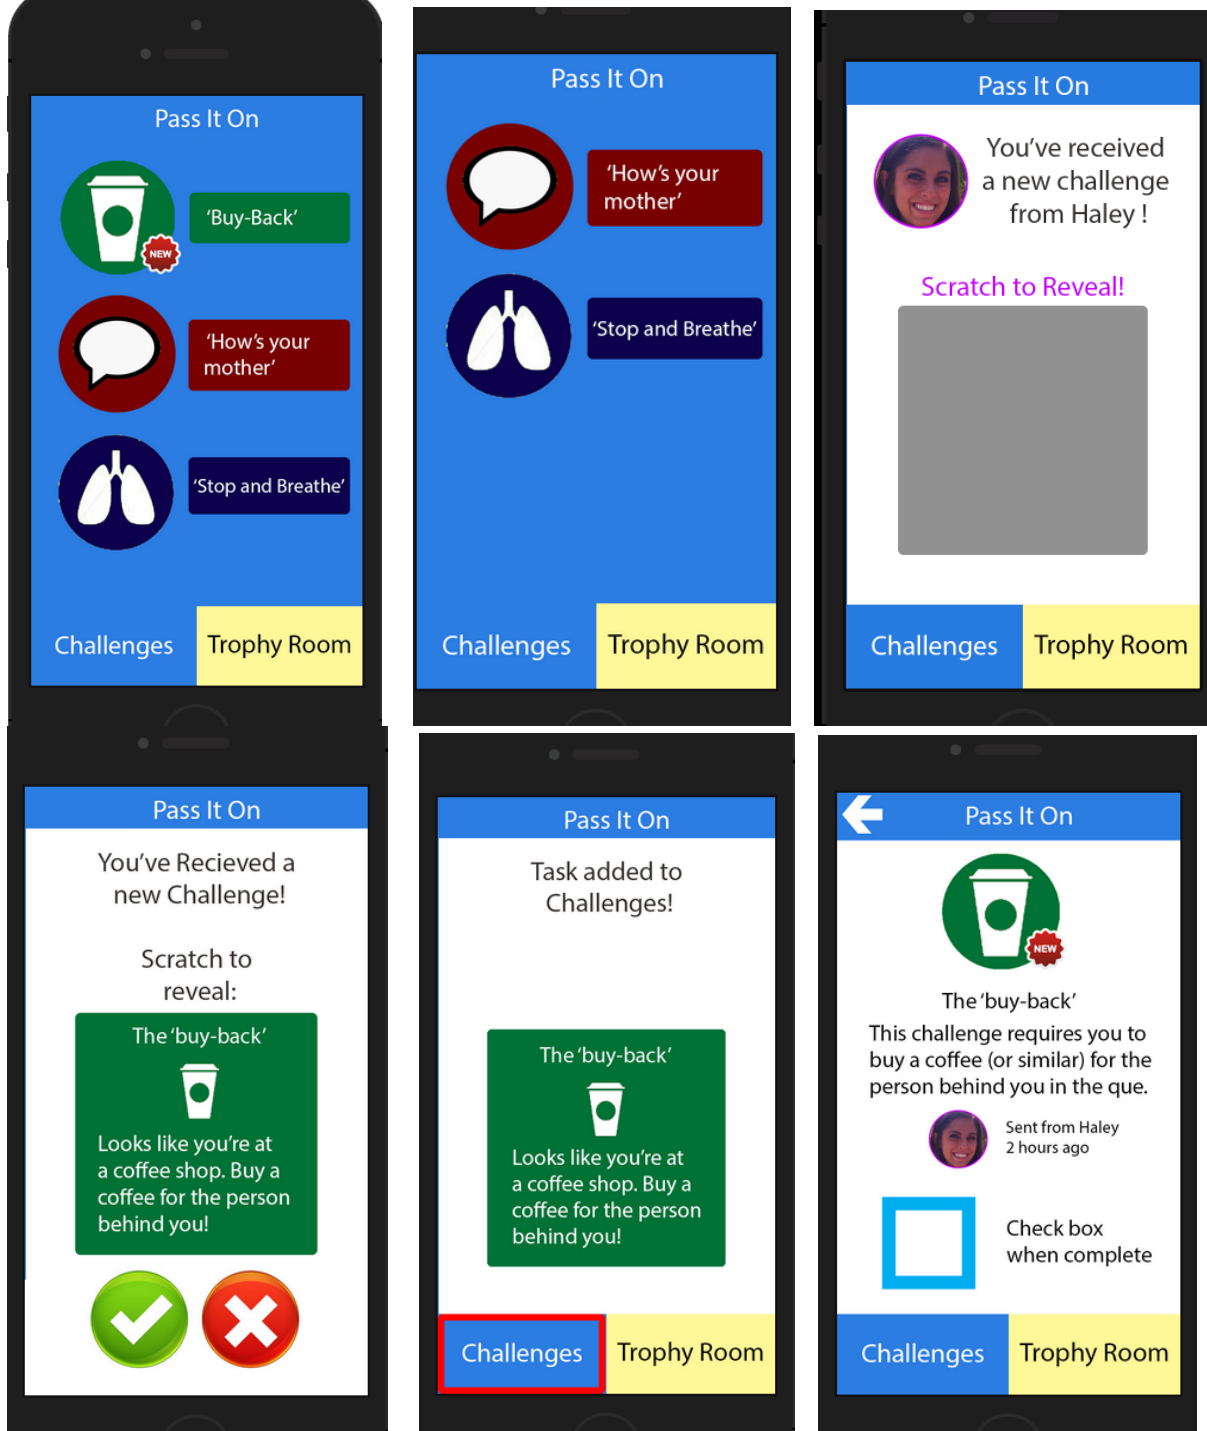 Pass It On
'Buy-Back'
NEW
'How's your
mother'
'Stop and Breathe'
Challenges
Trophy Room
Pass It On
'How's your
mother'
'Stop and Breathe'
Challenges
Trophy Room
Pass It On
You've received
a new challenge
from Haley !
Scratch to Reveal!
Challenges
Trophy Room
Pass It On
You've Recieved a
new Challenge!
Scratch to
reveal:
The 'buy-back'
Looks like you're at
a coffee shop. Buy a
coffee for the person
behind you!
Pass It On
Task added to
Challenges!
The 'buy-back'
Looks like you're at
a coffee shop. Buy a
coffee for the person
behind you!
Challenges
Trophy Room
Pass It On
NEW
The 'buy-back'
This challenge requires you to
buy a coffee (or similar) for the
person behind you in the que.
Sent from Haley
2 hours ago
Check box
when complete
Challenges
Trophy Room